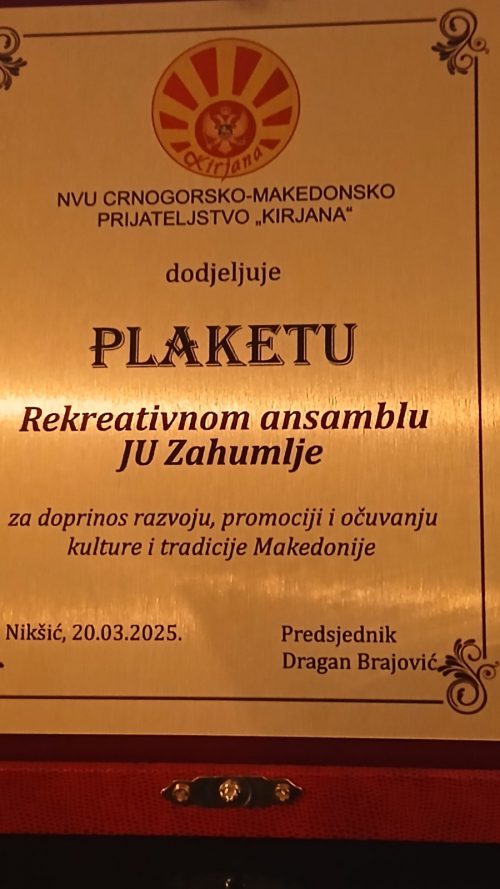 Kirjana
NVU CRNOGORSKO-MAKEDONSKO
PRIJATELJSTVO „KIRJANA“
dodjeljuje
PLAKETU
Rekreativnom ansamblu
JU Zahumlje
za doprinos razvoju, promociji i očuvanju
kulture i tradicije Makedonije
Nikšić, 20.03.2025.
Predsjednik
Dragan Brajović